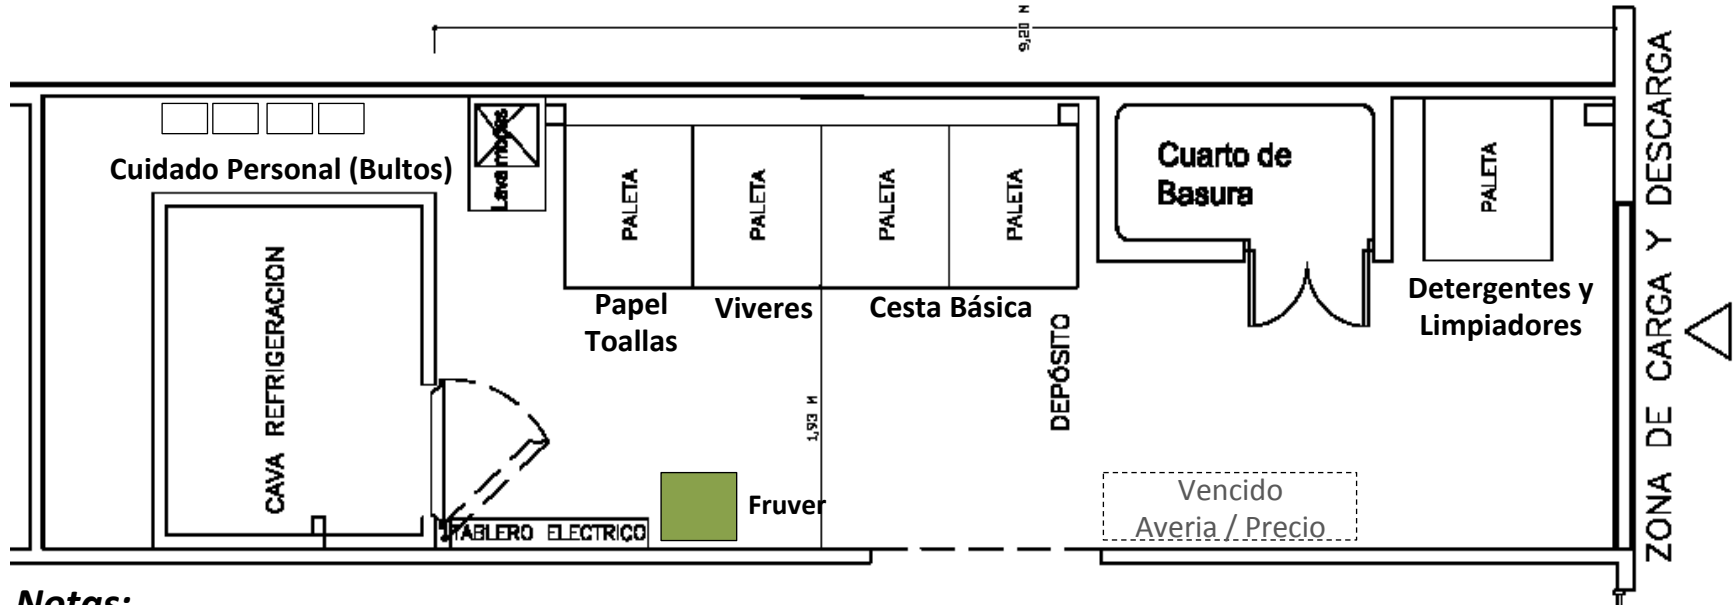 9,20 M
Cuidado Personal (Bultos)
Lava mopas
PALETA
PALETA
PALETA
PALETA
Cuarto de
Basura
PALETA
Papel
Toallas
Viveres
Cesta Básica
Detergentes y
Limpiadores
CAVA REFRIGERACION
1,93 M
DEPÓSITO
ZONA DE CARGA Y DESCARGA
Fruver
TABLERO ELECTRICO
Vencido
Averia / Precio
Notas: